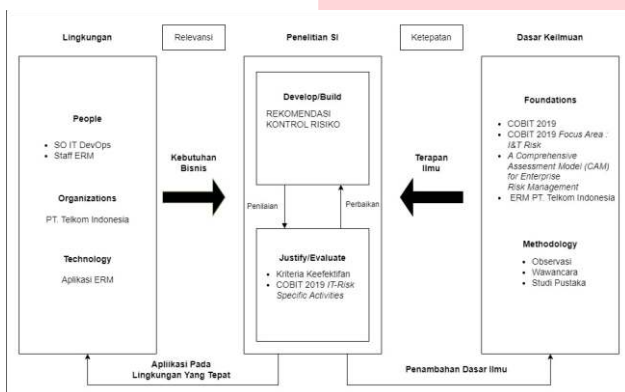 Lingkungan
Relevansi
Penelitian SI
Ketepatan
Dasar Keilmuan
People
SO IT DevOps
Staff ERM
Organizations
PT. Telkom Indonesia
Technology
Aplikasi ERM
Kebutuhan
Bisnis
Develop/Build
REKOMENDASI
KONTROL RISIKO
Penilaian
Perbaikan
Justify/Evaluate
Kriteria Keefektifan
COBIT 2019 IT-Risk
Specific Activities
Terapan
Ilmu
Foundations
COBIT 2019
COBIT 2019 Focus Area :
I&T Risk
A Comprehensive
Assessment Model (CAM)
for Enterprise
Risk Management
ERM PT. Telkom Indonesia
Methodology
Observasi
Wawancara
Studi Pustaka
Apliikasi Pada
Lingkungan Yang Tepat
Penambahan Dasar Ilmu